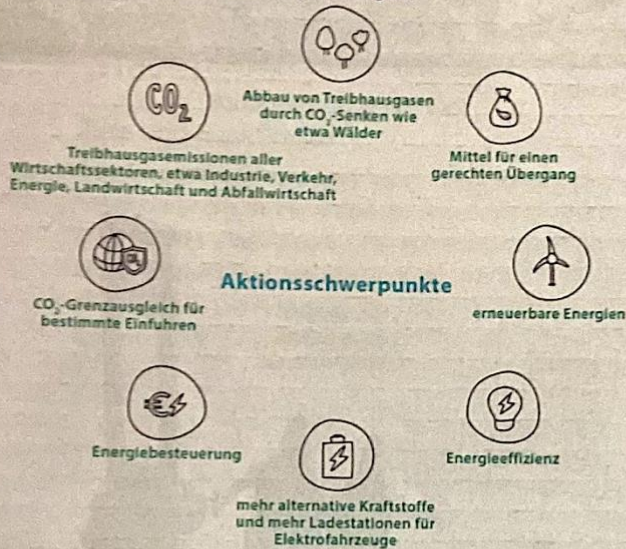 Abbau von Treibhausgasen
durch CO₂-Senken wie
etwa Wälder
CO₂
Treibhausgasemissionen aller
Wirtschaftssektoren, etwa Industrie, Verkehr,
Energie, Landwirtschaft und Abfallwirtschaft
Mittel für einen
gerechten Übergang
Aktionsschwerpunkte
CO₂-Grenzausgleich für
bestimmte Einfuhren
erneuerbare Energien
€
Energiebesteuerung
Energieeffizienz
mehr alternative Kraftstoffe
und mehr Ladestationen für
Elektrofahrzeuge